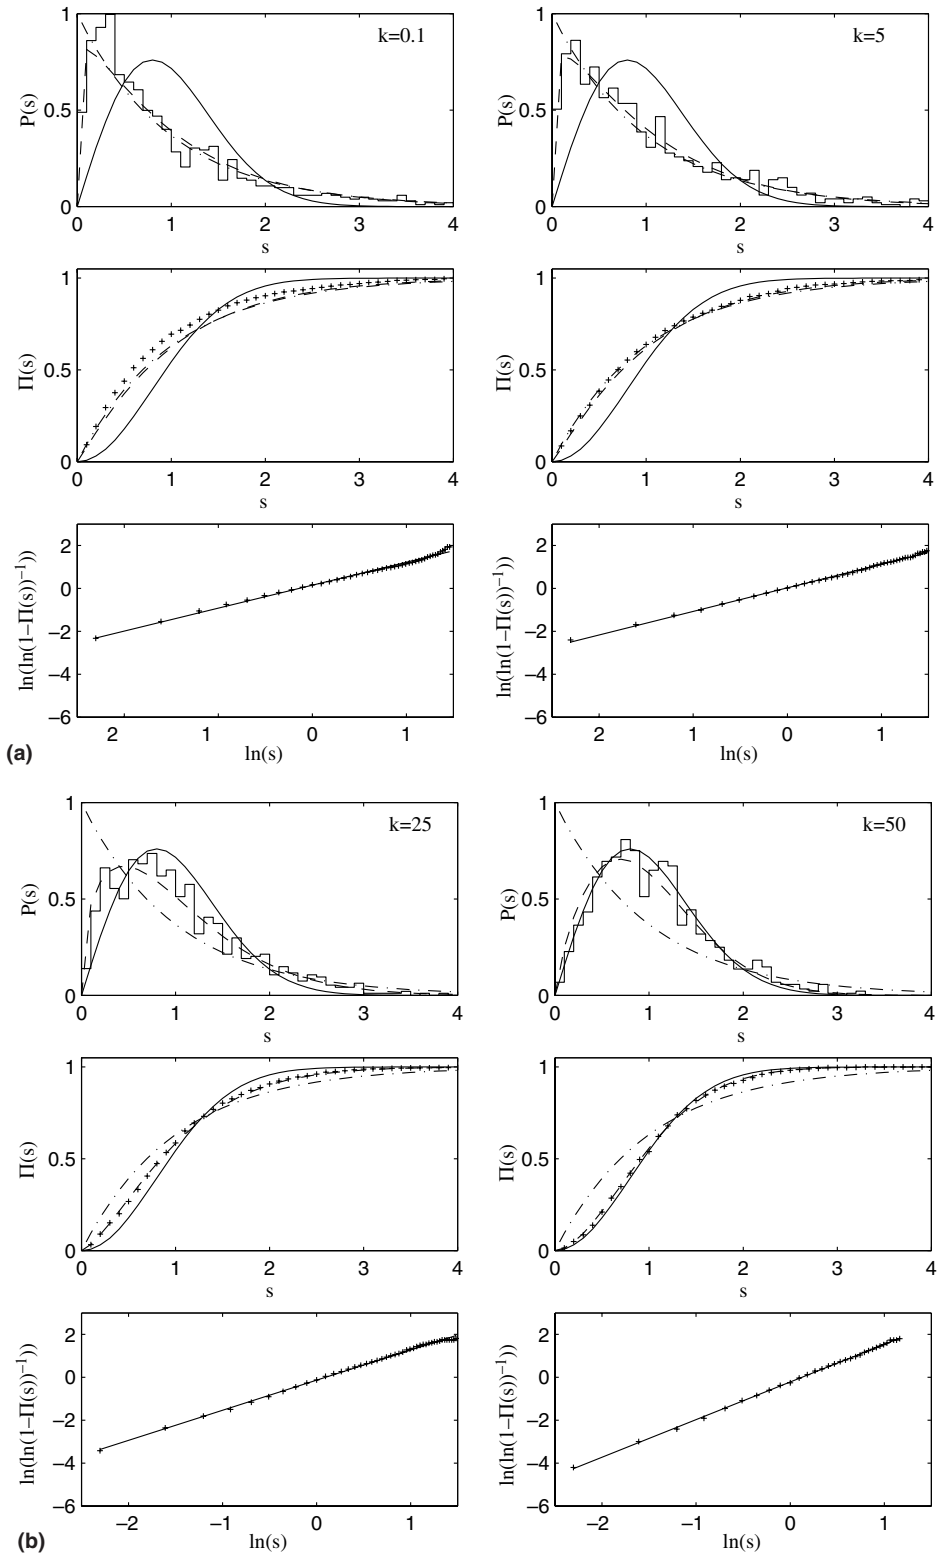 1
k=0.1
P(s)
0.5
0
0 1 2 3 4
s
1
k=5
P(s)
0.5
0
0 1 2 3 4
s
1
Π(s)
0.5
0
0 1 2 3 4
s
1
Π(s)
0.5
0
0 1 2 3 4
s
2
0
−2
−4
−6
ln(ln(1−Π(s))⁻¹))
2 1 0 1
ln(s)
2
0
−2
−4
−6
ln(ln(1−Π(s))⁻¹))
2 1 0 1
ln(s)
(a)
1
k=25
P(s)
0.5
0
0 1 2 3 4
s
1
k=50
P(s)
0.5
0
0 1 2 3 4
s
1
Π(s)
0.5
0
0 1 2 3 4
s
1
Π(s)
0.5
0
0 1 2 3 4
s
2
0
−2
−4
−6
ln(ln(1−Π(s))⁻¹))
−2 −1 0 1
ln(s)
2
0
−2
−4
−6
ln(ln(1−Π(s))⁻¹))
−2 −1 0 1
ln(s)
(b)